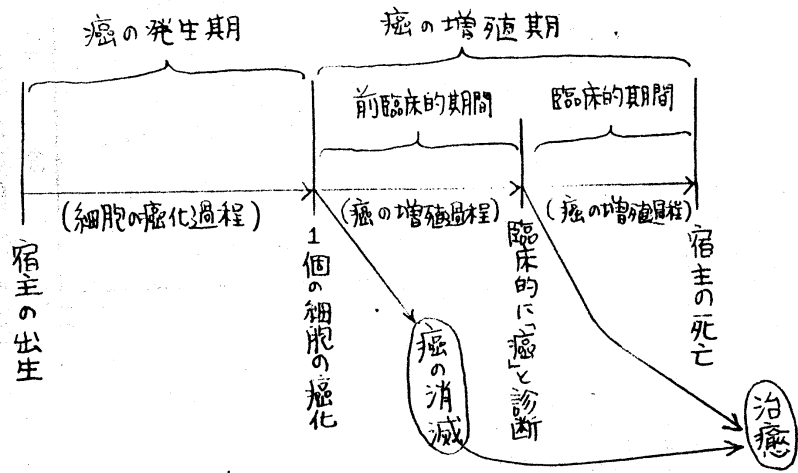 癌の発生期
癌の増殖期
前臨床的期間
臨床的期間
(細胞の癌化過程)
(癌の増殖過程)
(癌の増殖過程)
宿主の出生
1個の細胞の癌化
臨床的に「癌」と診断
宿主の死亡
癌の消滅
治癒